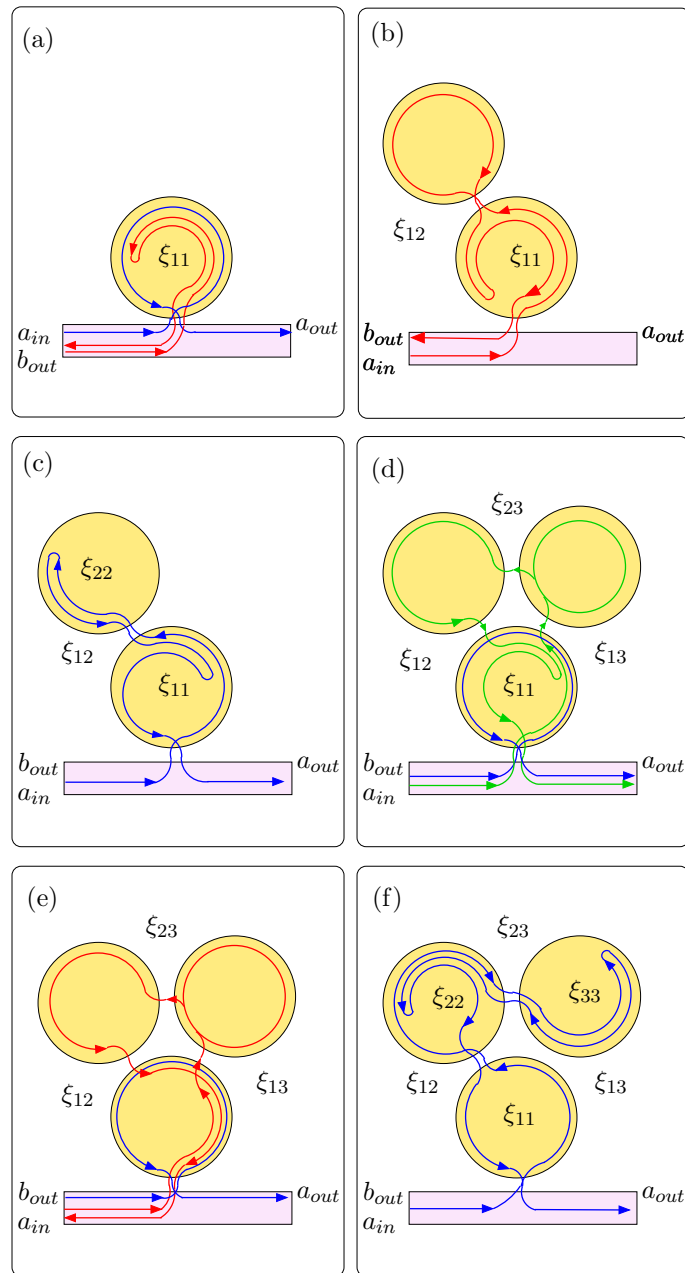 (a)
ξ11
a_in
a_out
b_out
(b)
ξ12
ξ11
b_out
a_out
a_in
(c)
ξ22
ξ12
ξ11
b_out
a_out
a_in
(d)
ξ23
ξ12
ξ13
ξ11
b_out
a_out
a_in
(e)
ξ23
ξ12
ξ13
b_out
a_out
a_in
(f)
ξ23
ξ22
ξ33
ξ12
ξ13
ξ11
b_out
a_out
a_in